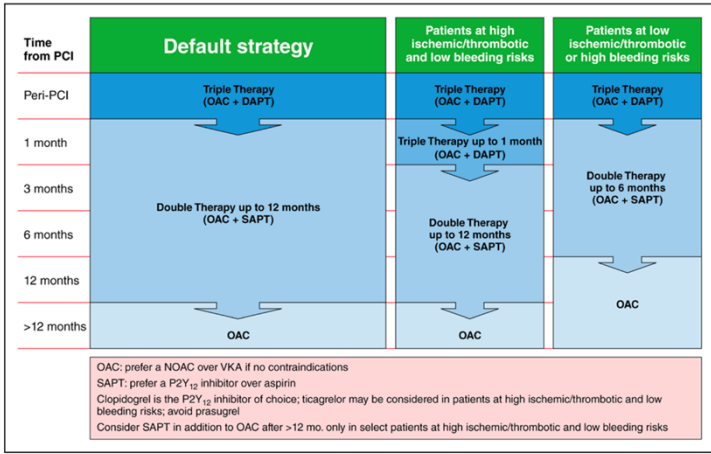 Time
from PCI
Default strategy
Patients at high
ischemic/thrombotic
and low bleeding risks
Patients at low
ischemic/thrombotic
or high bleeding risks
Peri-PCI
Triple Therapy
(OAC + DAPT)
Triple Therapy
(OAC + DAPT)
Triple Therapy
(OAC + DAPT)
1 month
Triple Therapy up to 1 month
(OAC + DAPT)
3 months
Double Therapy up to 12 months
(OAC + SAPT)
Double Therapy
up to 12 months
(OAC + SAPT)
Double Therapy
up to 6 months
(OAC + SAPT)
6 months
12 months
OAC
>12 months
OAC
OAC
OAC: prefer a NOAC over VKA if no contraindications
SAPT: prefer a P2Y₁₂ inhibitor over aspirin
Clopidogrel is the P2Y₁₂ inhibitor of choice; ticagrelor may be considered in patients at high ischemic/thrombotic and low
bleeding risks; avoid prasugrel
Consider SAPT in addition to OAC after >12 mo. only in select patients at high ischemic/thrombotic and low bleeding risks